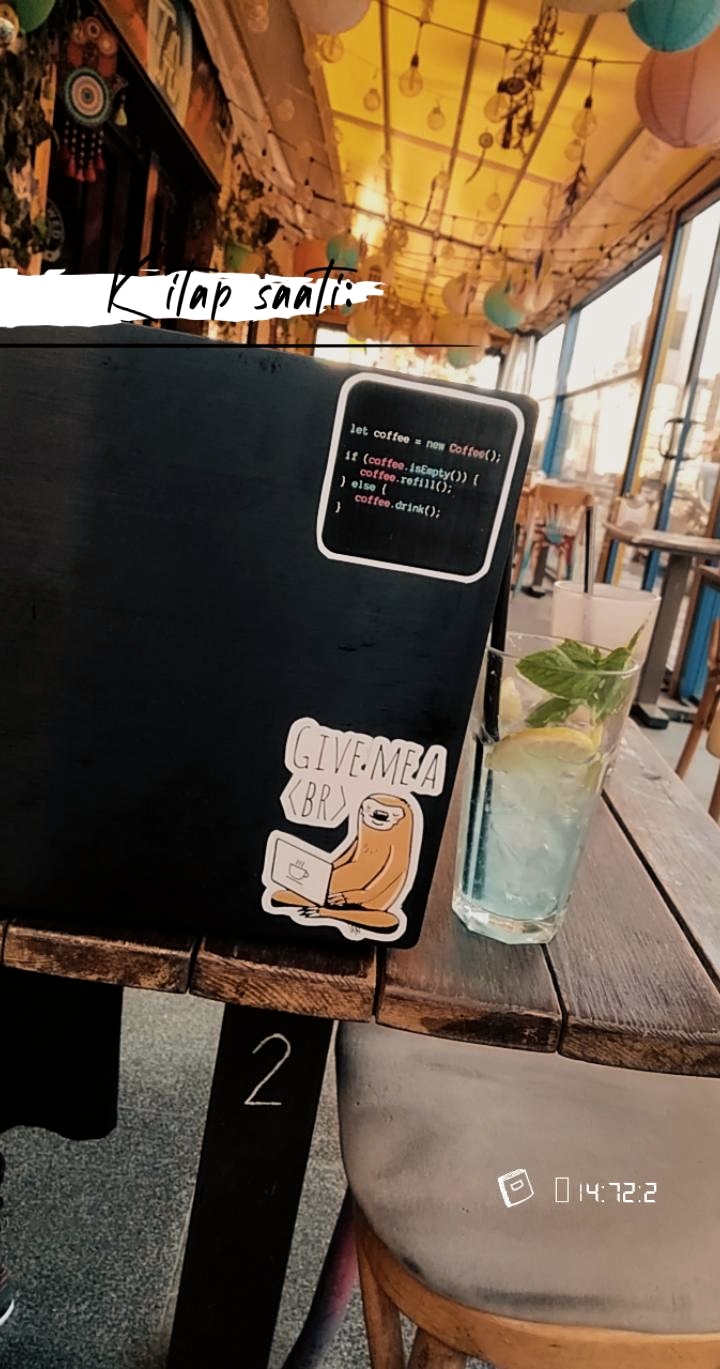 Kitap saati:
let coffee = new Coffee();
if (coffee.isEmpty()) {
coffee.refill();
} else {
coffee.drink();
}
GIVE ME A
<BR>
2
14:72:2